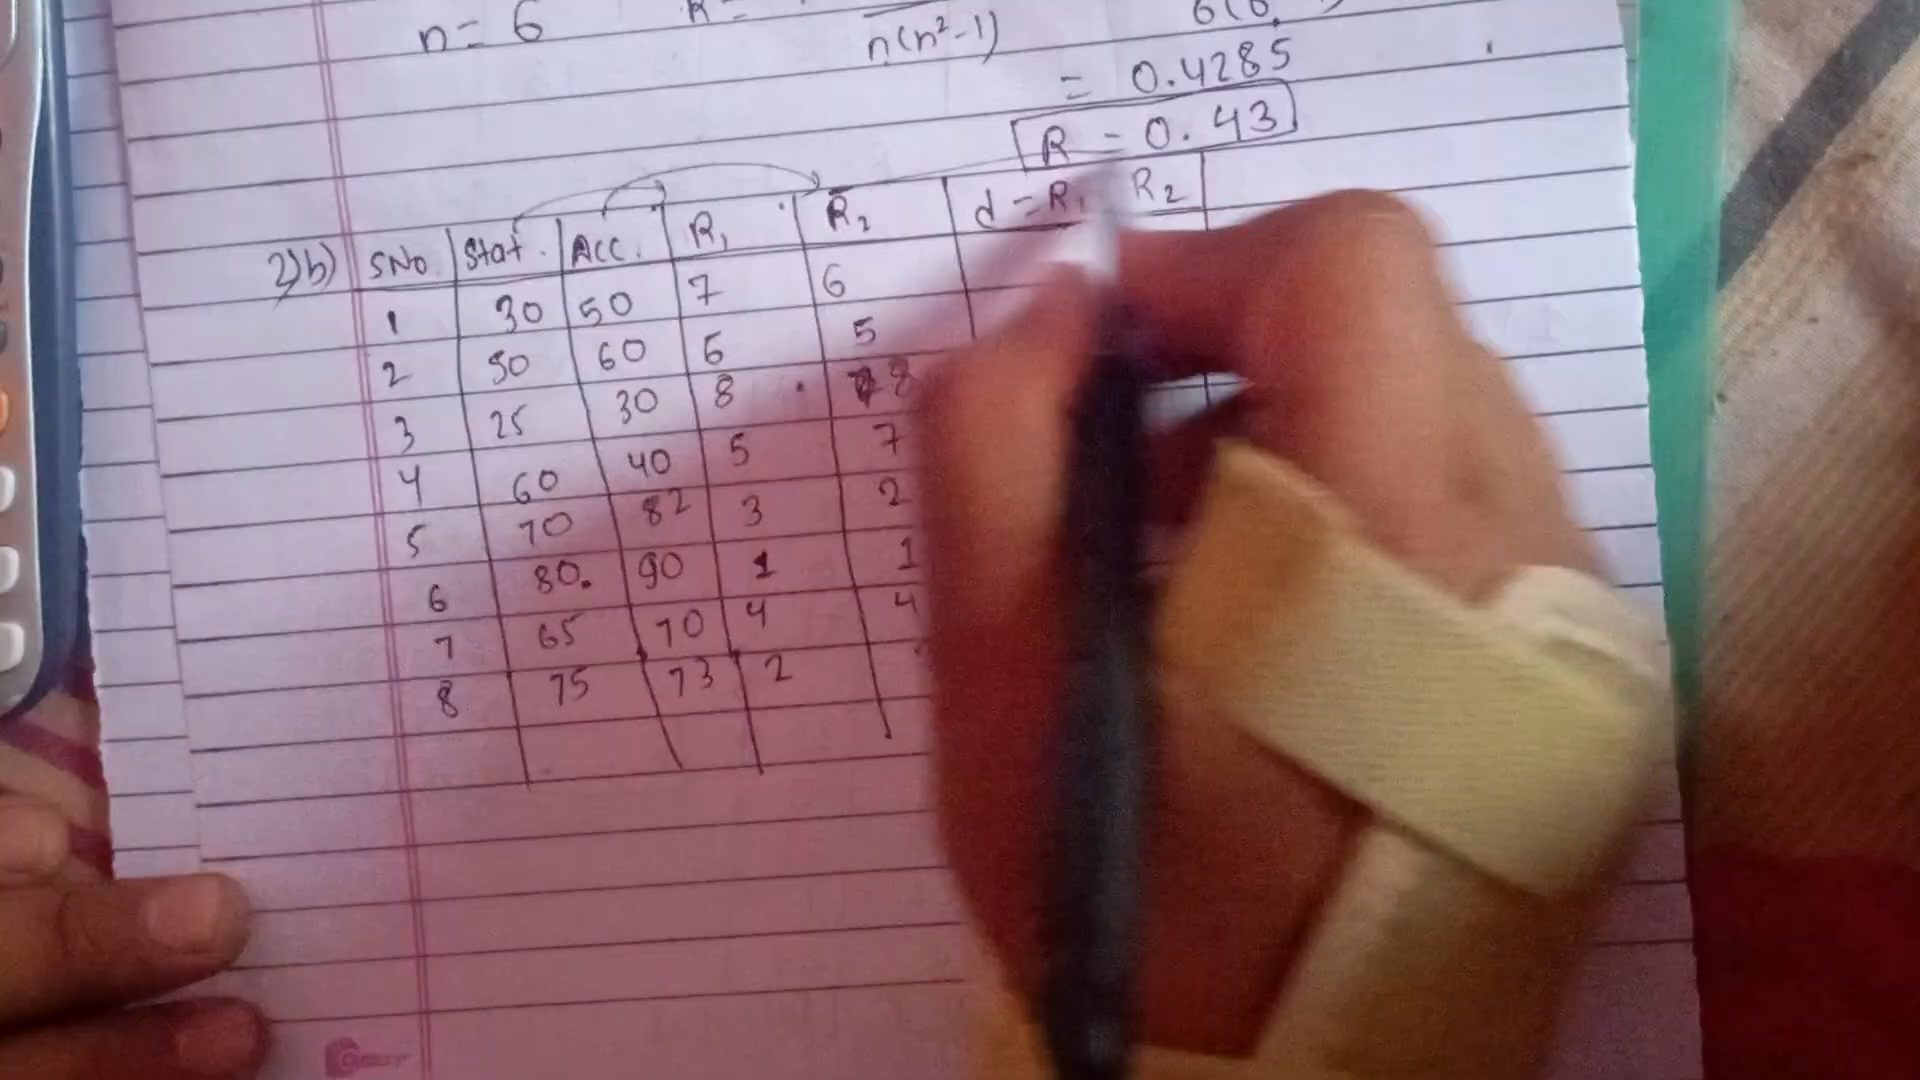 n = 6 R =
n(n²-1)
= 0.4285
R = 0.43
2)b) SNo. Stat. Acc. R₁ R₂ d = R₁ R₂
1 30 50 7 6
2 50 60 6 5
3 25 30 8 8
4 60 40 5 7
5 70 82 3 2
6 80. 90 1 1
7 65 70 4 4
8 75 73 2